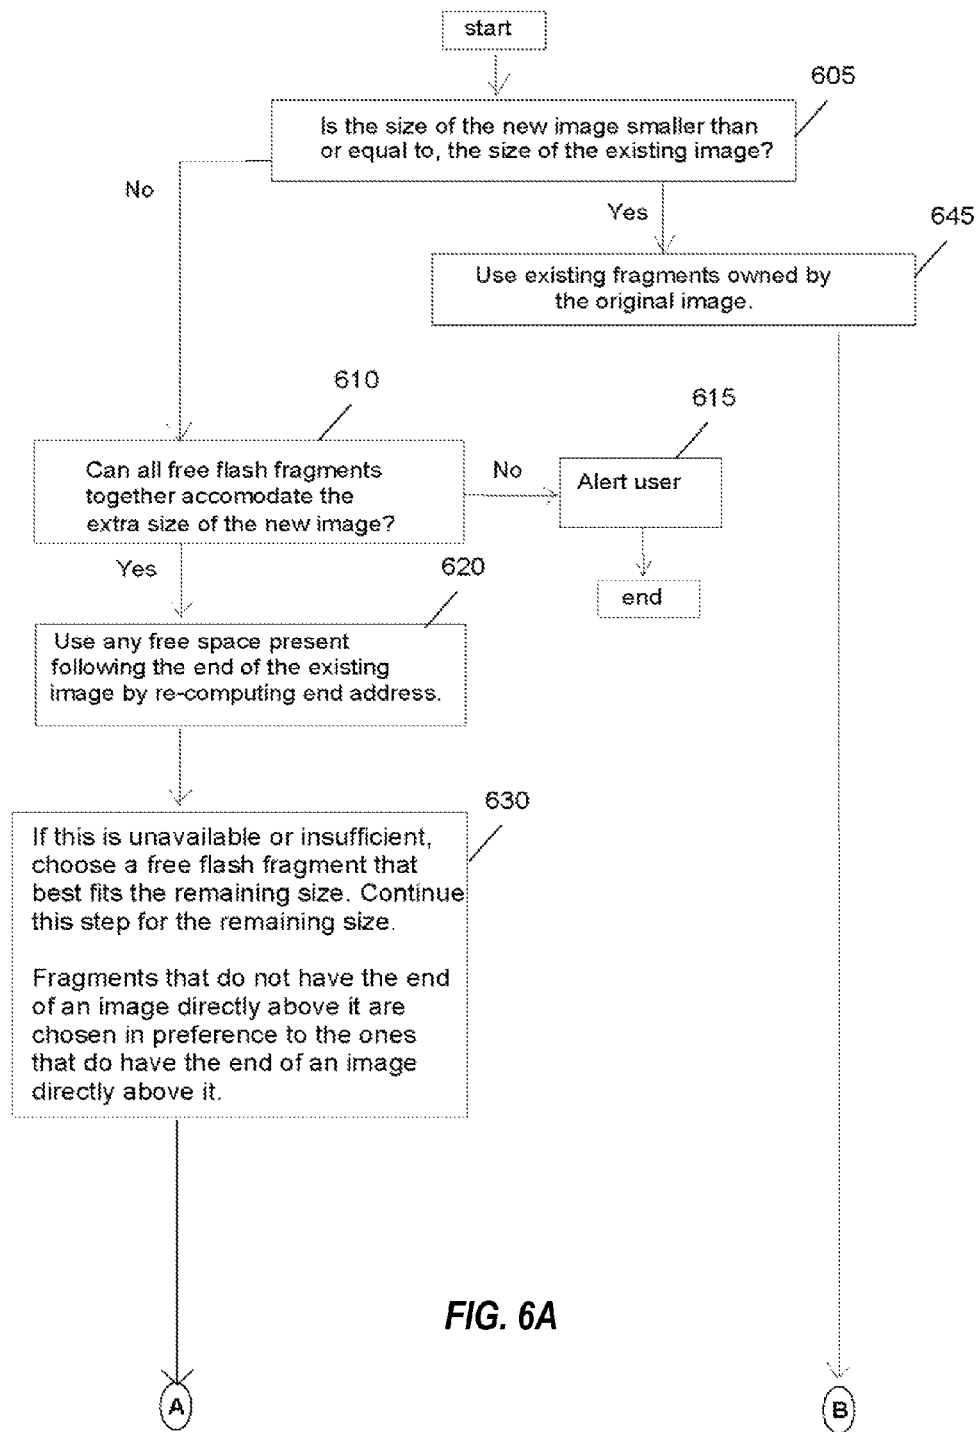 start
605
Is the size of the new image smaller than
or equal to, the size of the existing image?
No
Yes
645
Use existing fragments owned by
the original image.
610
615
Can all free flash fragments
together accomodate the
extra size of the new image?
No
Alert user
Yes
620
end
Use any free space present
following the end of the existing
image by re-computing end address.
630
If this is unavailable or insufficient,
choose a free flash fragment that
best fits the remaining size. Continue
this step for the remaining size.
Fragments that do not have the end
of an image directly above it are
chosen in preference to the ones
that do have the end of an image
directly above it.
FIG. 6A
A
B